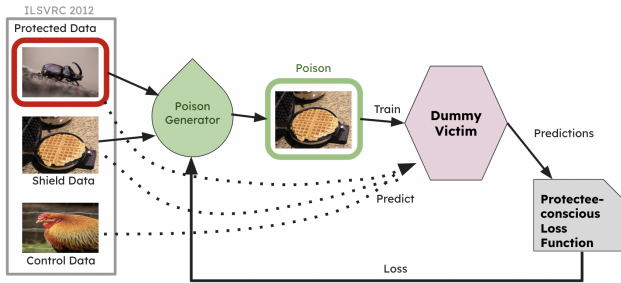 ILSVRC 2012
Protected Data
Shield Data
Control Data
Poison
Generator
Poison
Train
Dummy
Victim
Predict
Predictions
Protectee-
conscious
Loss
Function
Loss